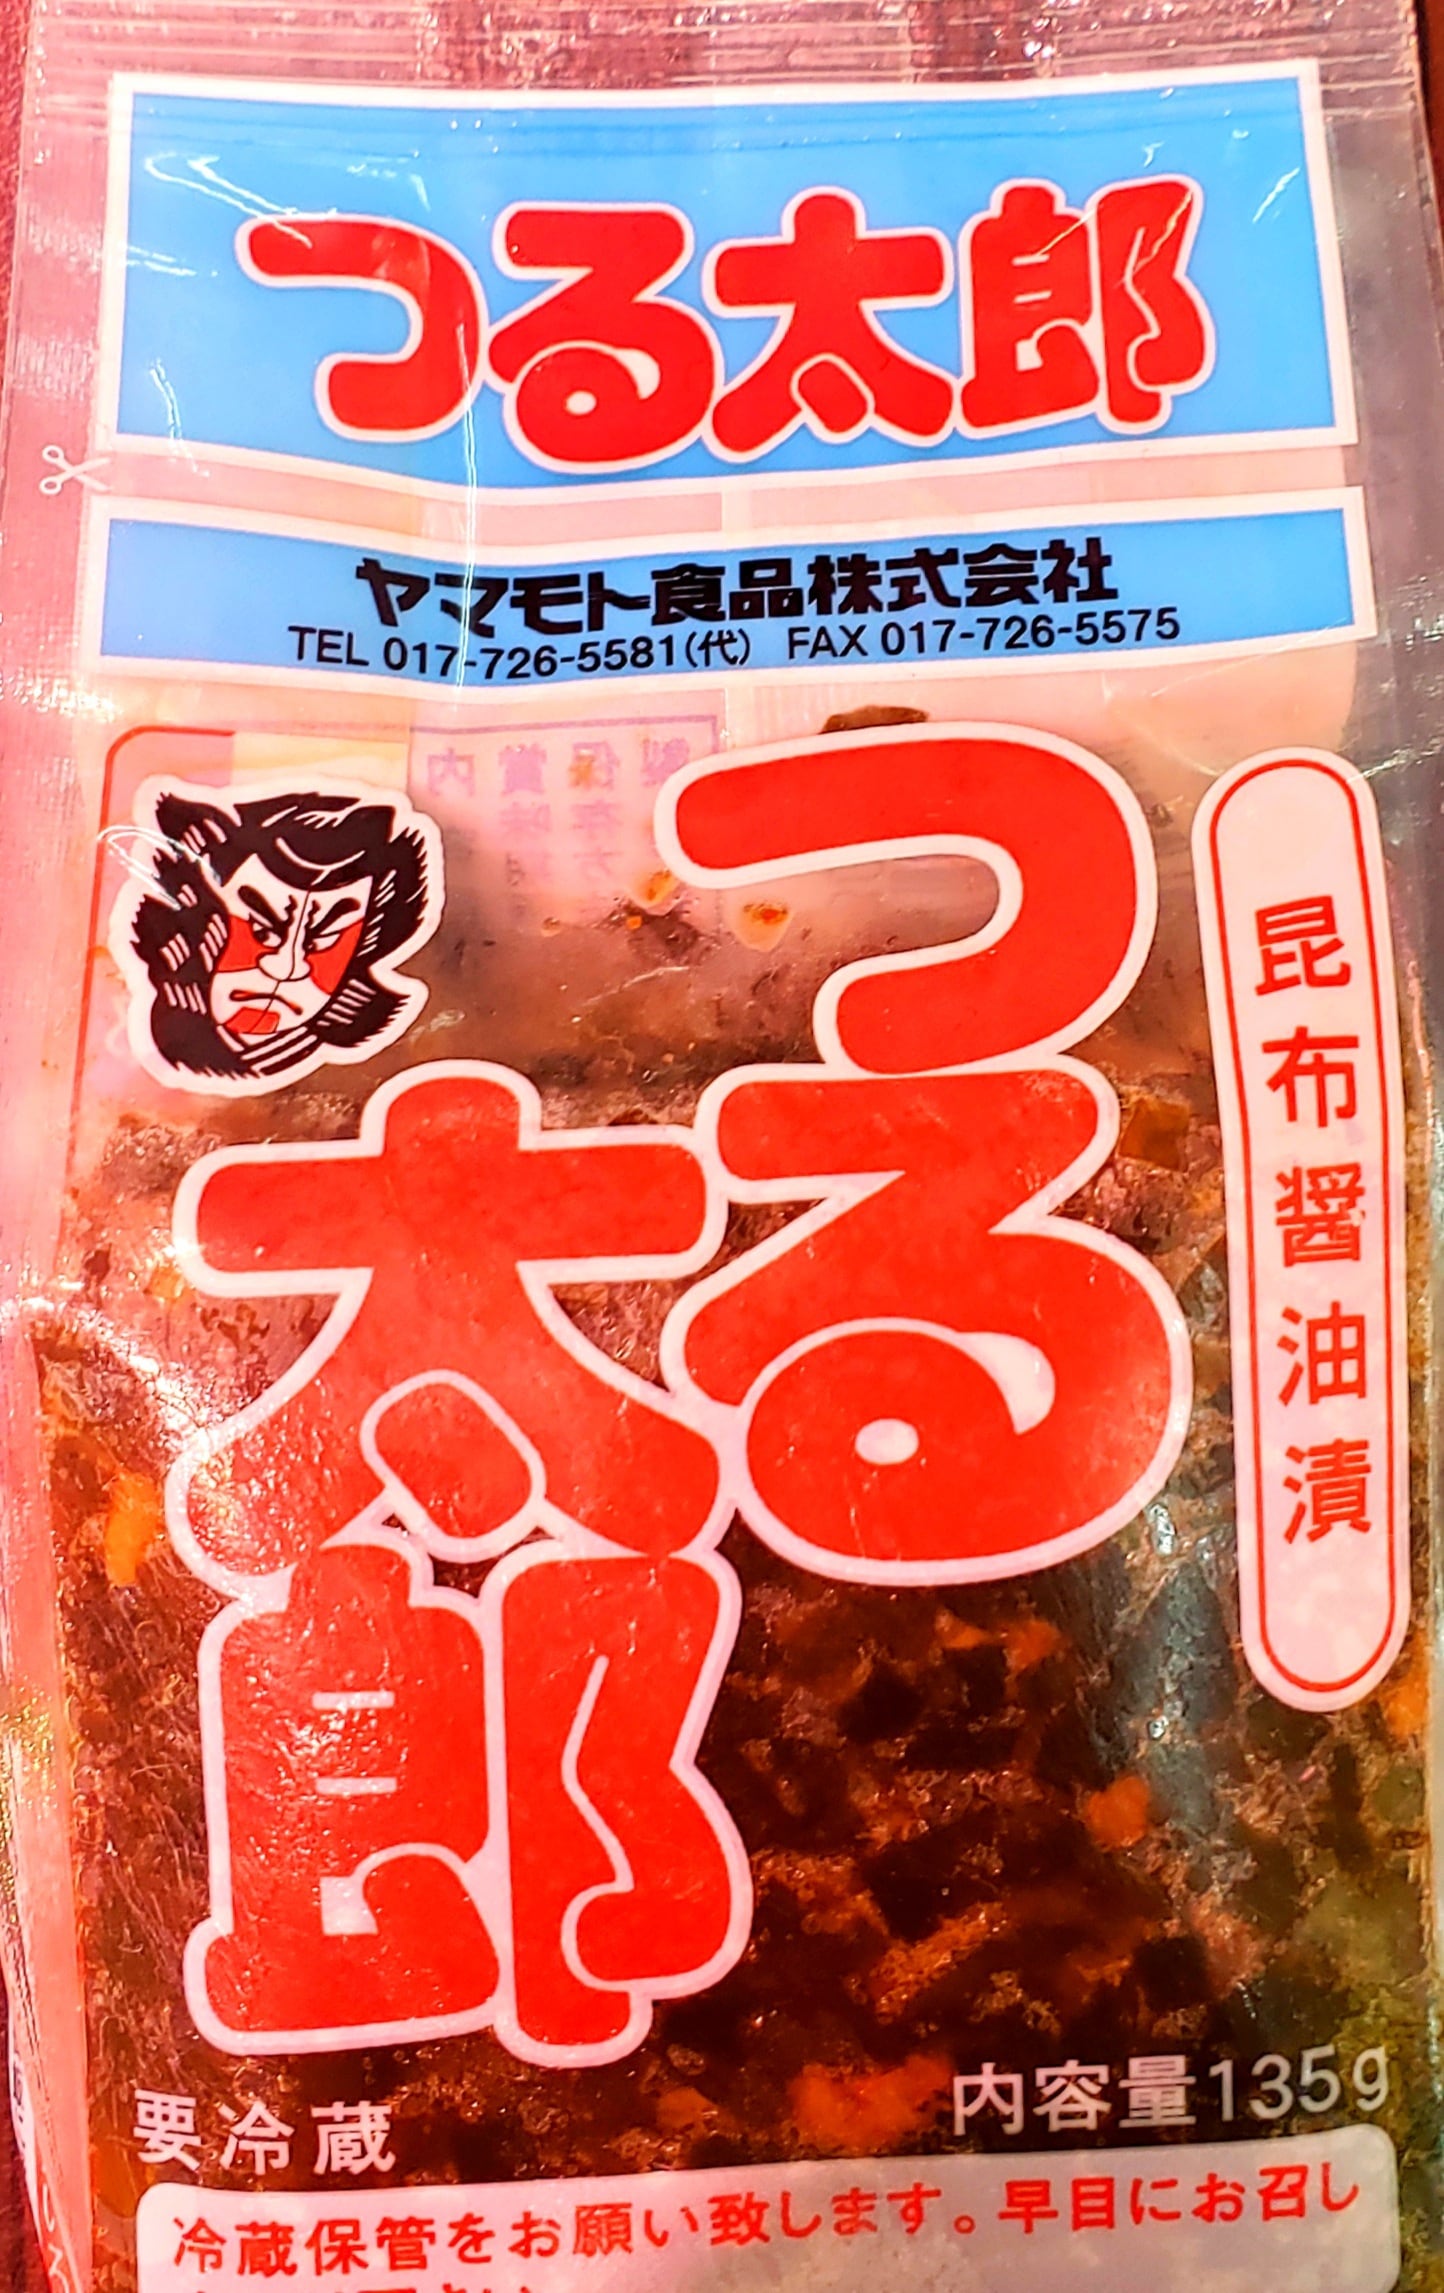 つる太郎
ヤマモト食品株式会社
TEL 017-726-5581(代) FAX 017-726-5575
昆布醤油漬
つる
太郎
要冷蔵
内容量135g
冷蔵保管をお願い致します。早目にお召し